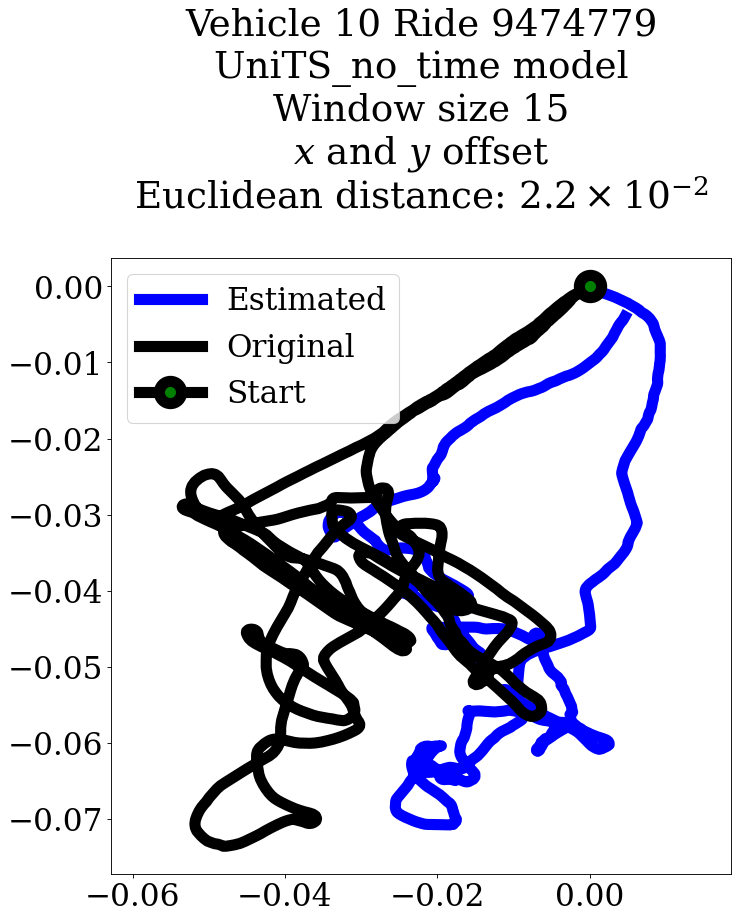 Vehicle 10 Ride 9474779
UniTS_no_time model
Window size 15
x and y offset
Euclidean distance: 2.2 × 10⁻²
Estimated
Original
Start
0.00
−0.01
−0.02
−0.03
−0.04
−0.05
−0.06
−0.07
−0.06
−0.04
−0.02
0.00